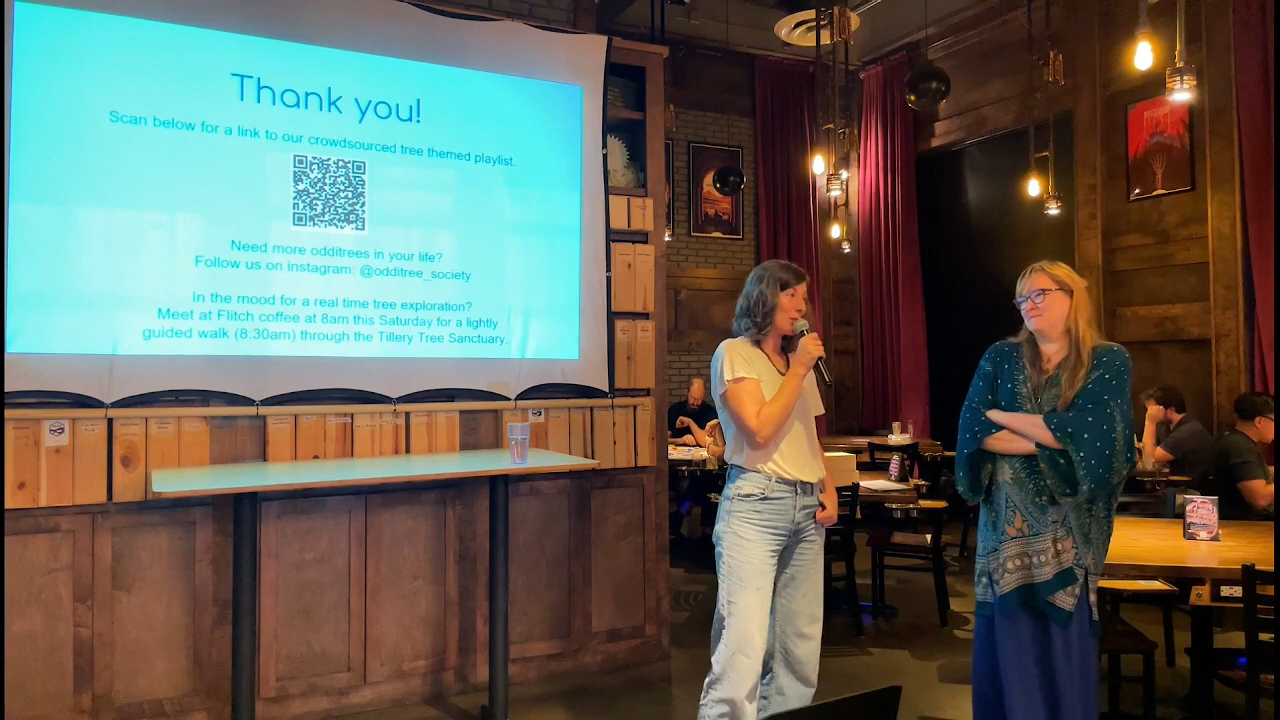 Thank you!
Scan below for a link to our crowdsourced tree themed playlist.
Need more odditrees in your life?
Follow us on instagram: @odditree_society
In the mood for a real time tree exploration?
Meet at Flitch coffee at 8am this Saturday for a lightly
guided walk (8:30am) through the Tillery Tree Sanctuary.